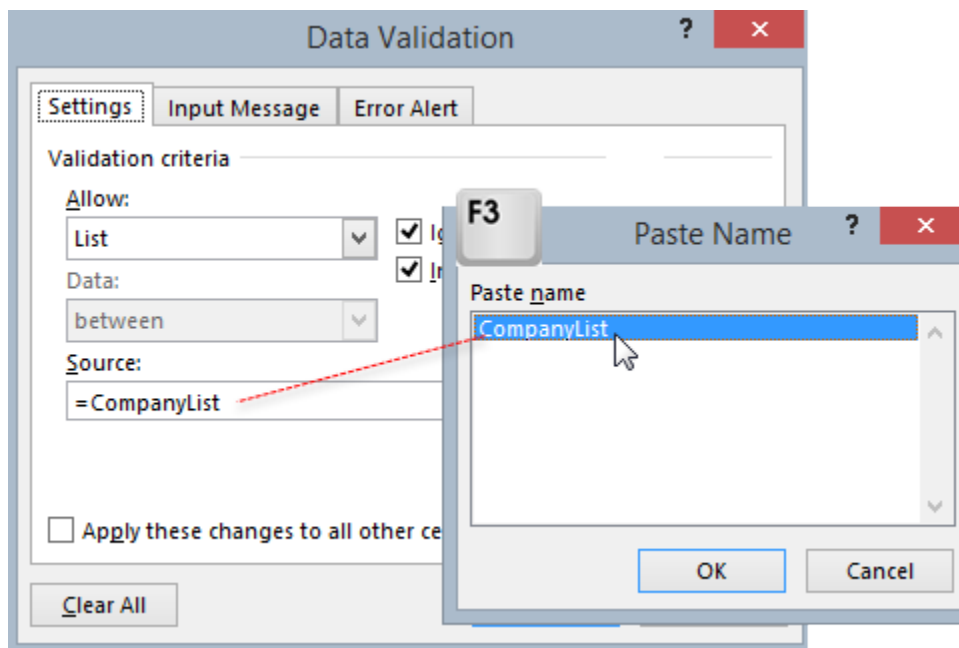 Data Validation
?
Settings
Input Message
Error Alert
Validation criteria
Allow:
List
Data:
between
Source:
=CompanyList
Apply these changes to all other ce
Clear All
F3
Paste Name
?
Paste name
CompanyList
OK
Cancel